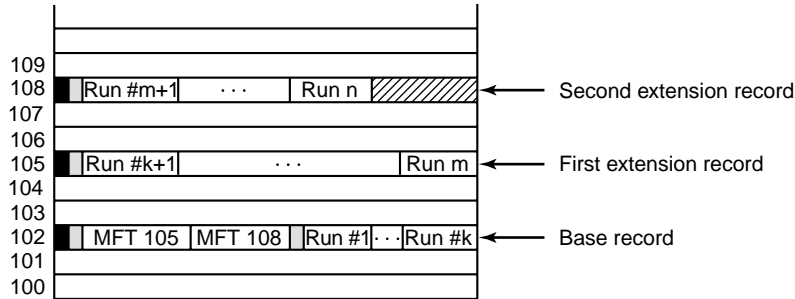 109
108 Run #m+1 · · · Run n Second extension record
107
106
105 Run #k+1 · · · Run m First extension record
104
103
102 MFT 105 MFT 108 Run #1 · · · Run #k Base record
101
100